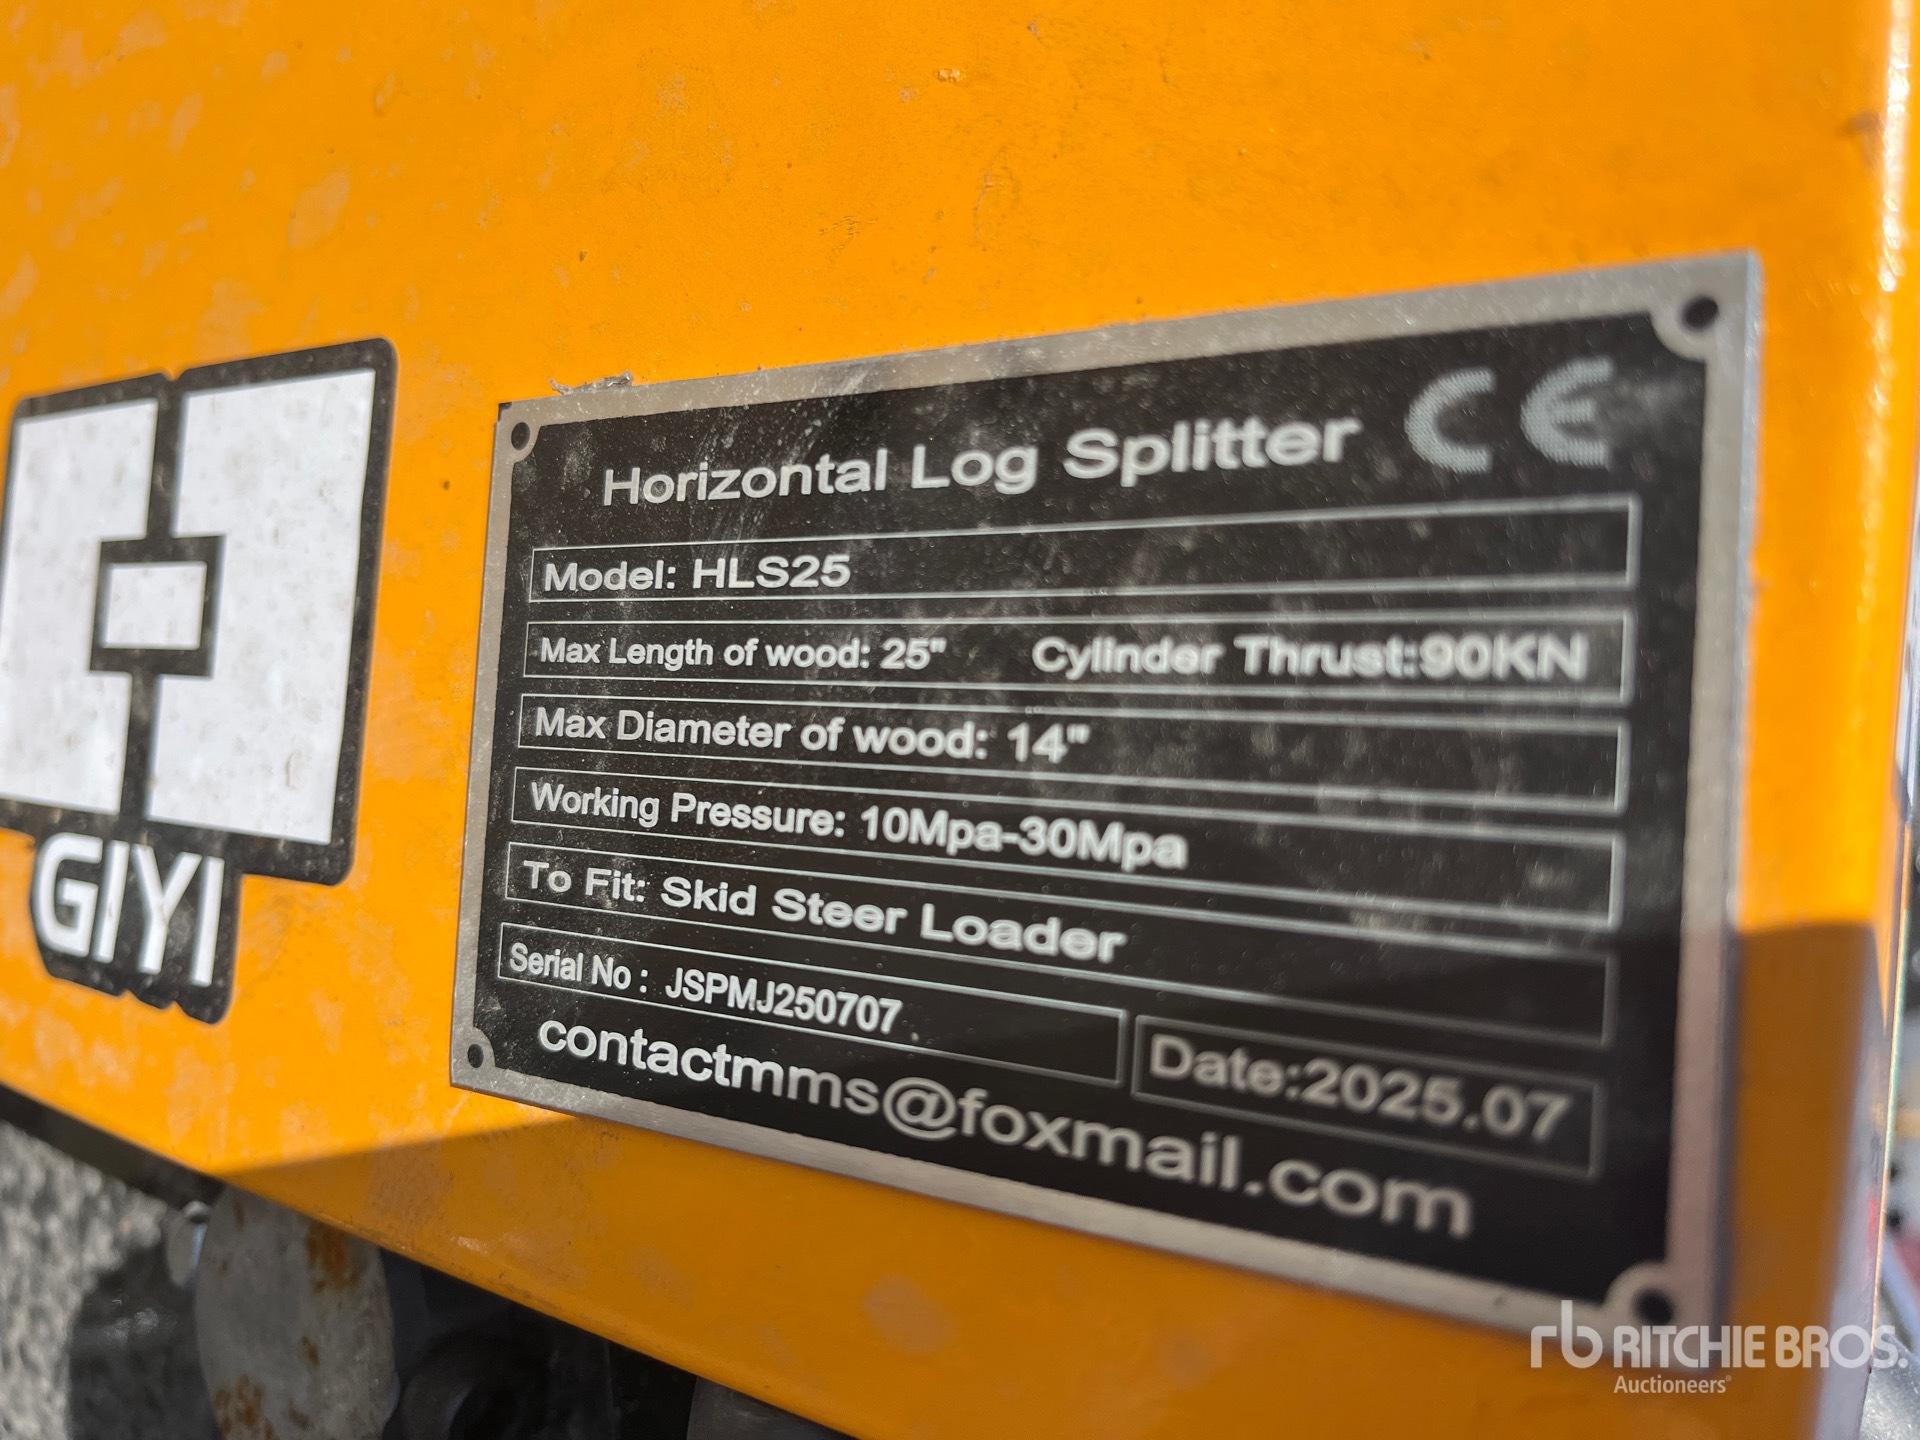 GIYI
Horizontal Log Splitter CE
Model: HLS25
Max Length of wood: 25" Cylinder Thrust:90KN
Max Diameter of wood: 14"
Working Pressure: 10Mpa-30Mpa
To Fit: Skid Steer Loader
Serial No : JSPMJ250707
Date:2025.07
contactmms@foxmail.com
rb RITCHIE BROS.
Auctioneers®